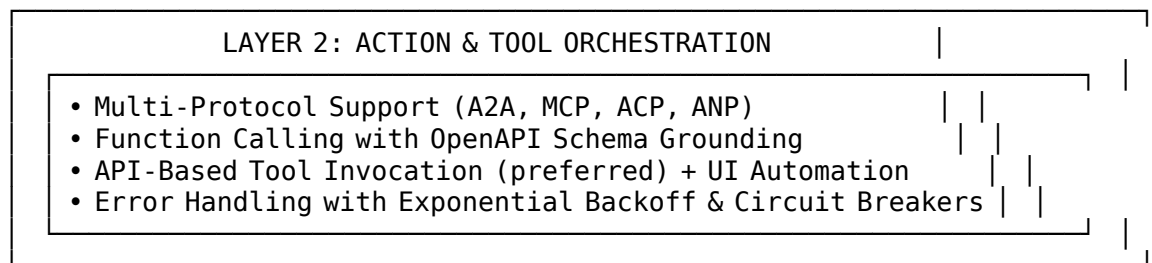 LAYER 2: ACTION & TOOL ORCHESTRATION
• Multi-Protocol Support (A2A, MCP, ACP, ANP)
• Function Calling with OpenAPI Schema Grounding
• API-Based Tool Invocation (preferred) + UI Automation
• Error Handling with Exponential Backoff & Circuit Breakers